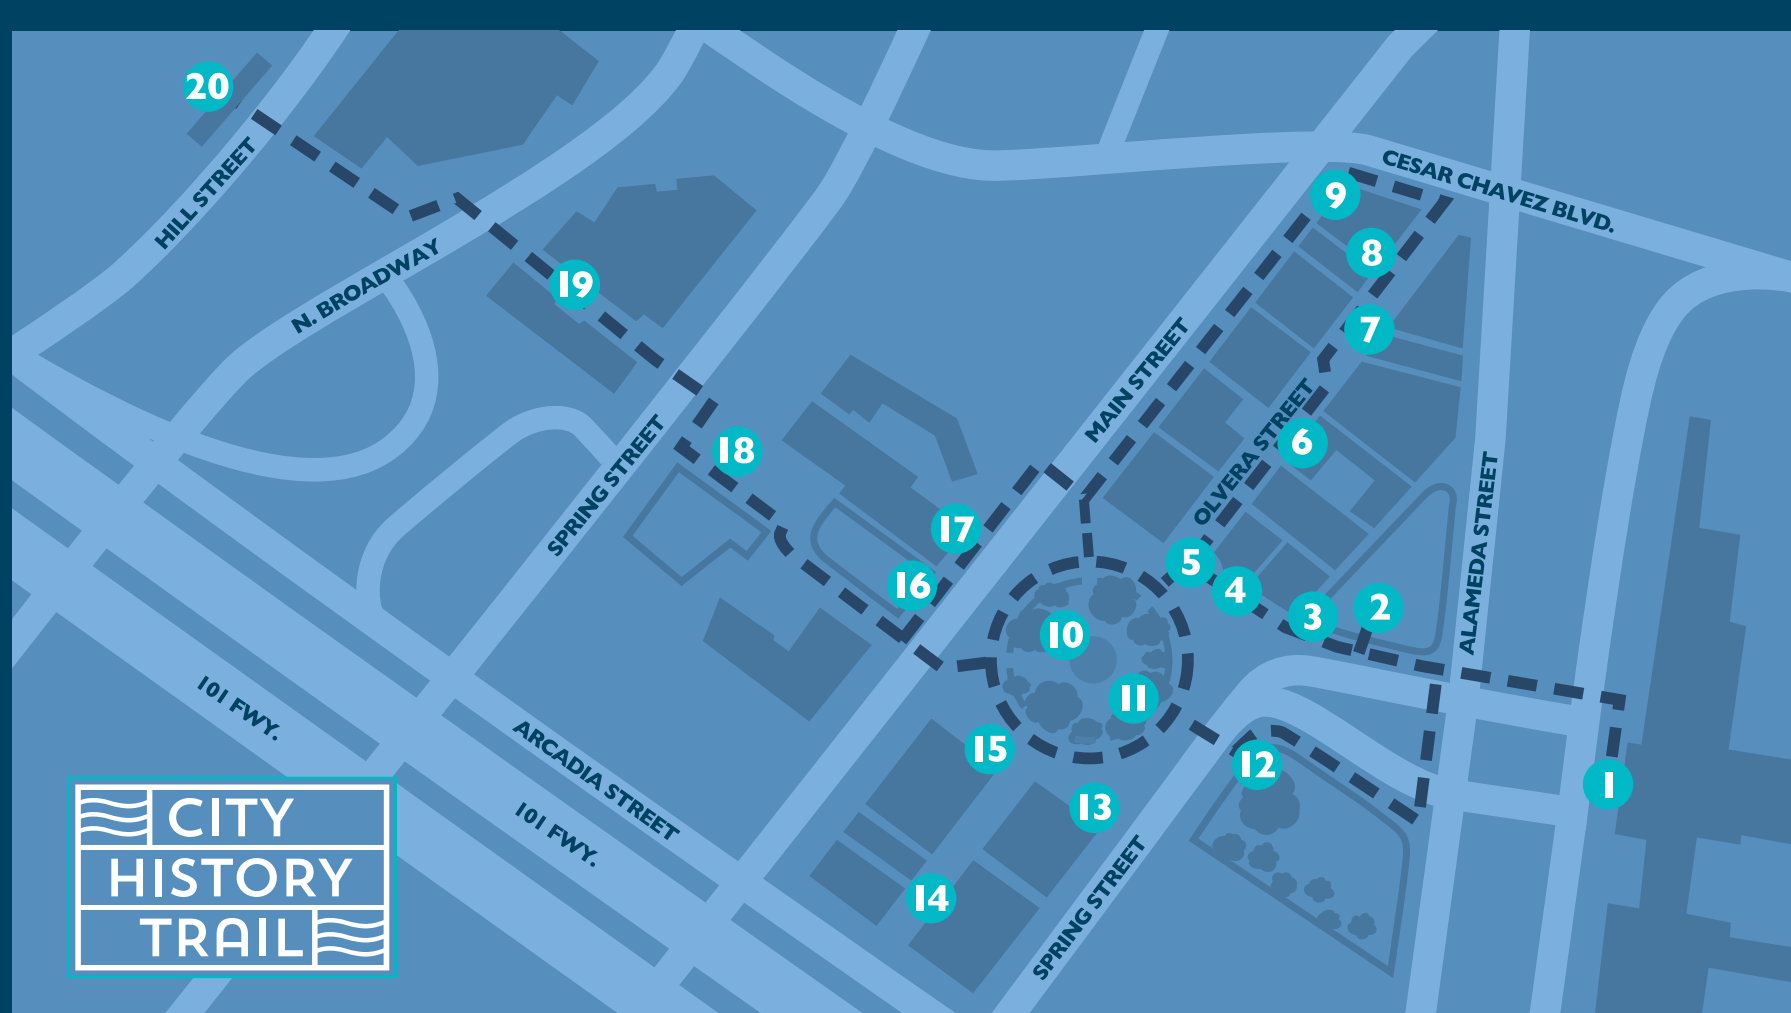 20
HILL STREET
N. BROADWAY
19
CESAR CHAVEZ BLVD.
9
8
7
MAIN STREET
OLVERA STREET
6
18
SPRING STREET
17
16
5
4
3
2
ALAMEDA STREET
10
11
15
12
1
13
14
SPRING STREET
101 FWY.
ARCADIA STREET
101 FWY.
CITY
HISTORY
TRAIL